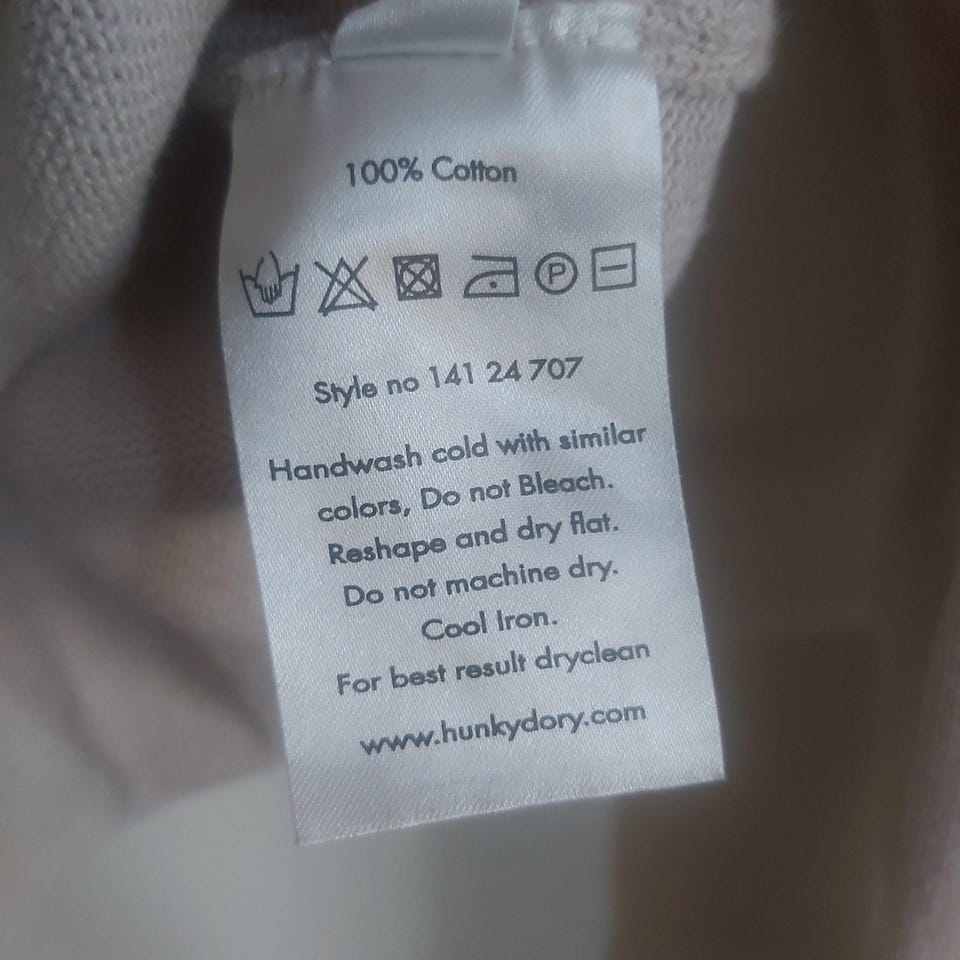 100% Cotton
P
Style no 141 24 707
Handwash cold with similar
colors, Do not Bleach.
Reshape and dry flat.
Do not machine dry.
Cool Iron.
For best result dryclean
www.hunkydory.com